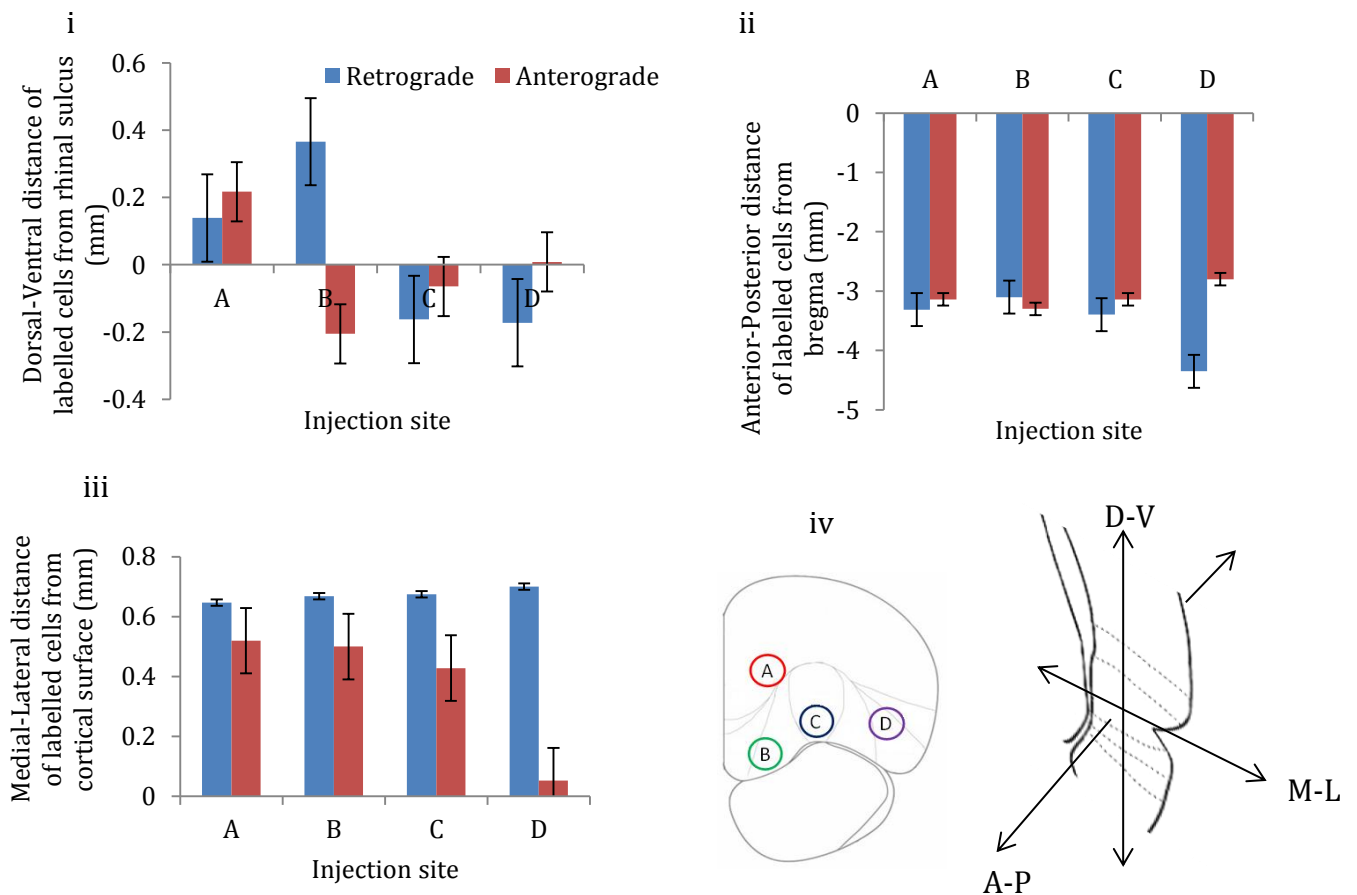 i
Dorsal-Ventral distance of
labelled cells from rhinal sulcus
(mm)
0.6
0.4
0.2
0
-0.2
-0.4
Retrograde
Anterograde
A
B
C
D
Injection site
ii
Anterior-Posterior distance
of labelled cells from
bregma (mm)
A
B
C
D
0
-1
-2
-3
-4
-5
Injection site
iii
Medial-Lateral distance
of labelled cells from
cortical surface (mm)
0.8
0.6
0.4
0.2
0
A
B
C
D
Injection site
iv
A
B
C
D
D-V
M-L
A-P